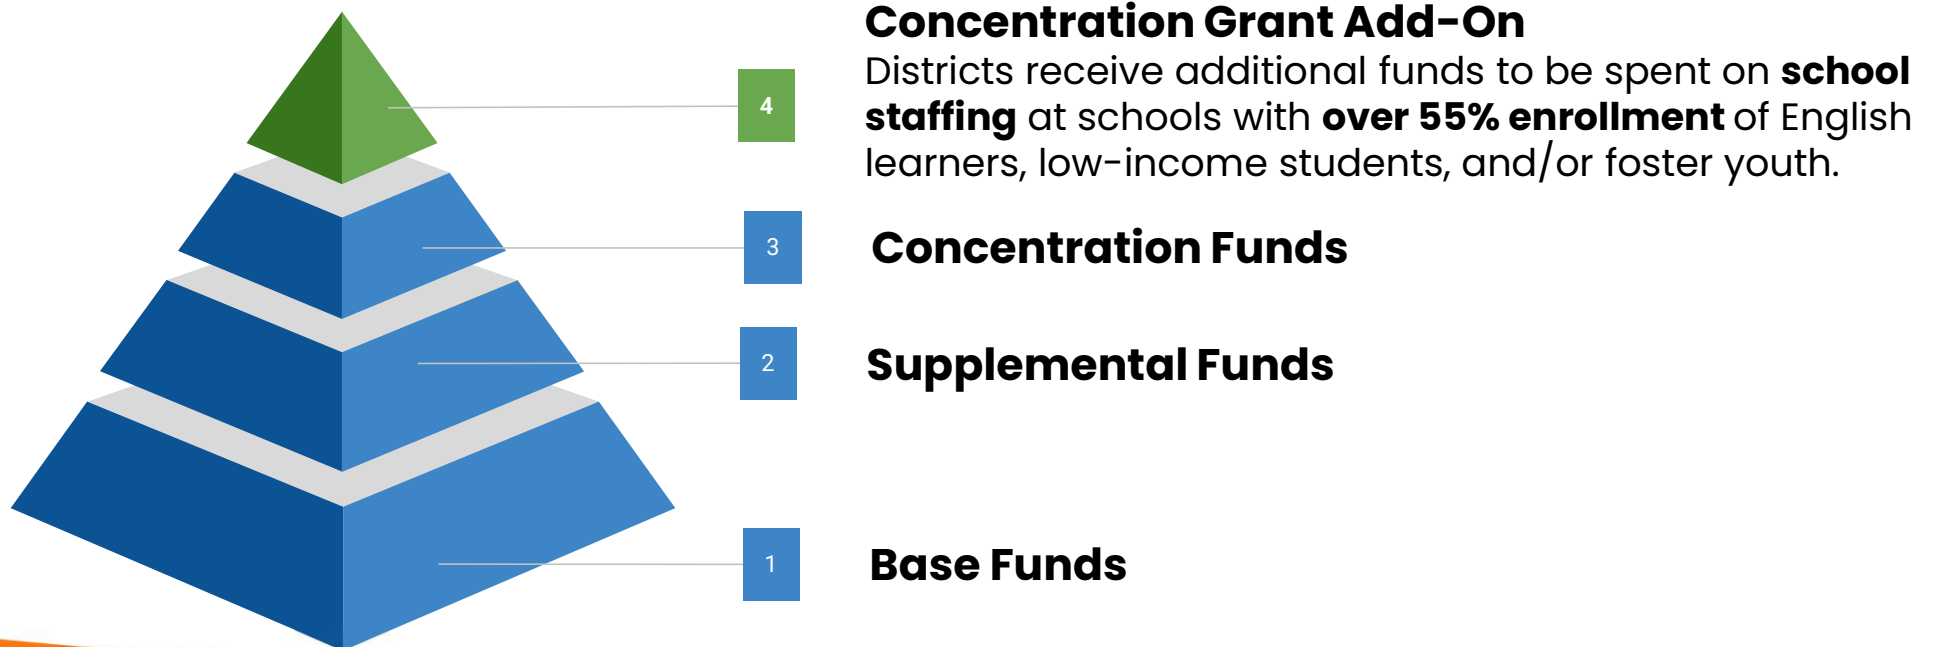 Concentration Grant Add-On
Districts receive additional funds to be spent on school
4
staffing at schools with over 55% enrollment of English
learners, low-income students, and/or foster youth.
3
Concentration Funds
2
Supplemental Funds
1
Base Funds